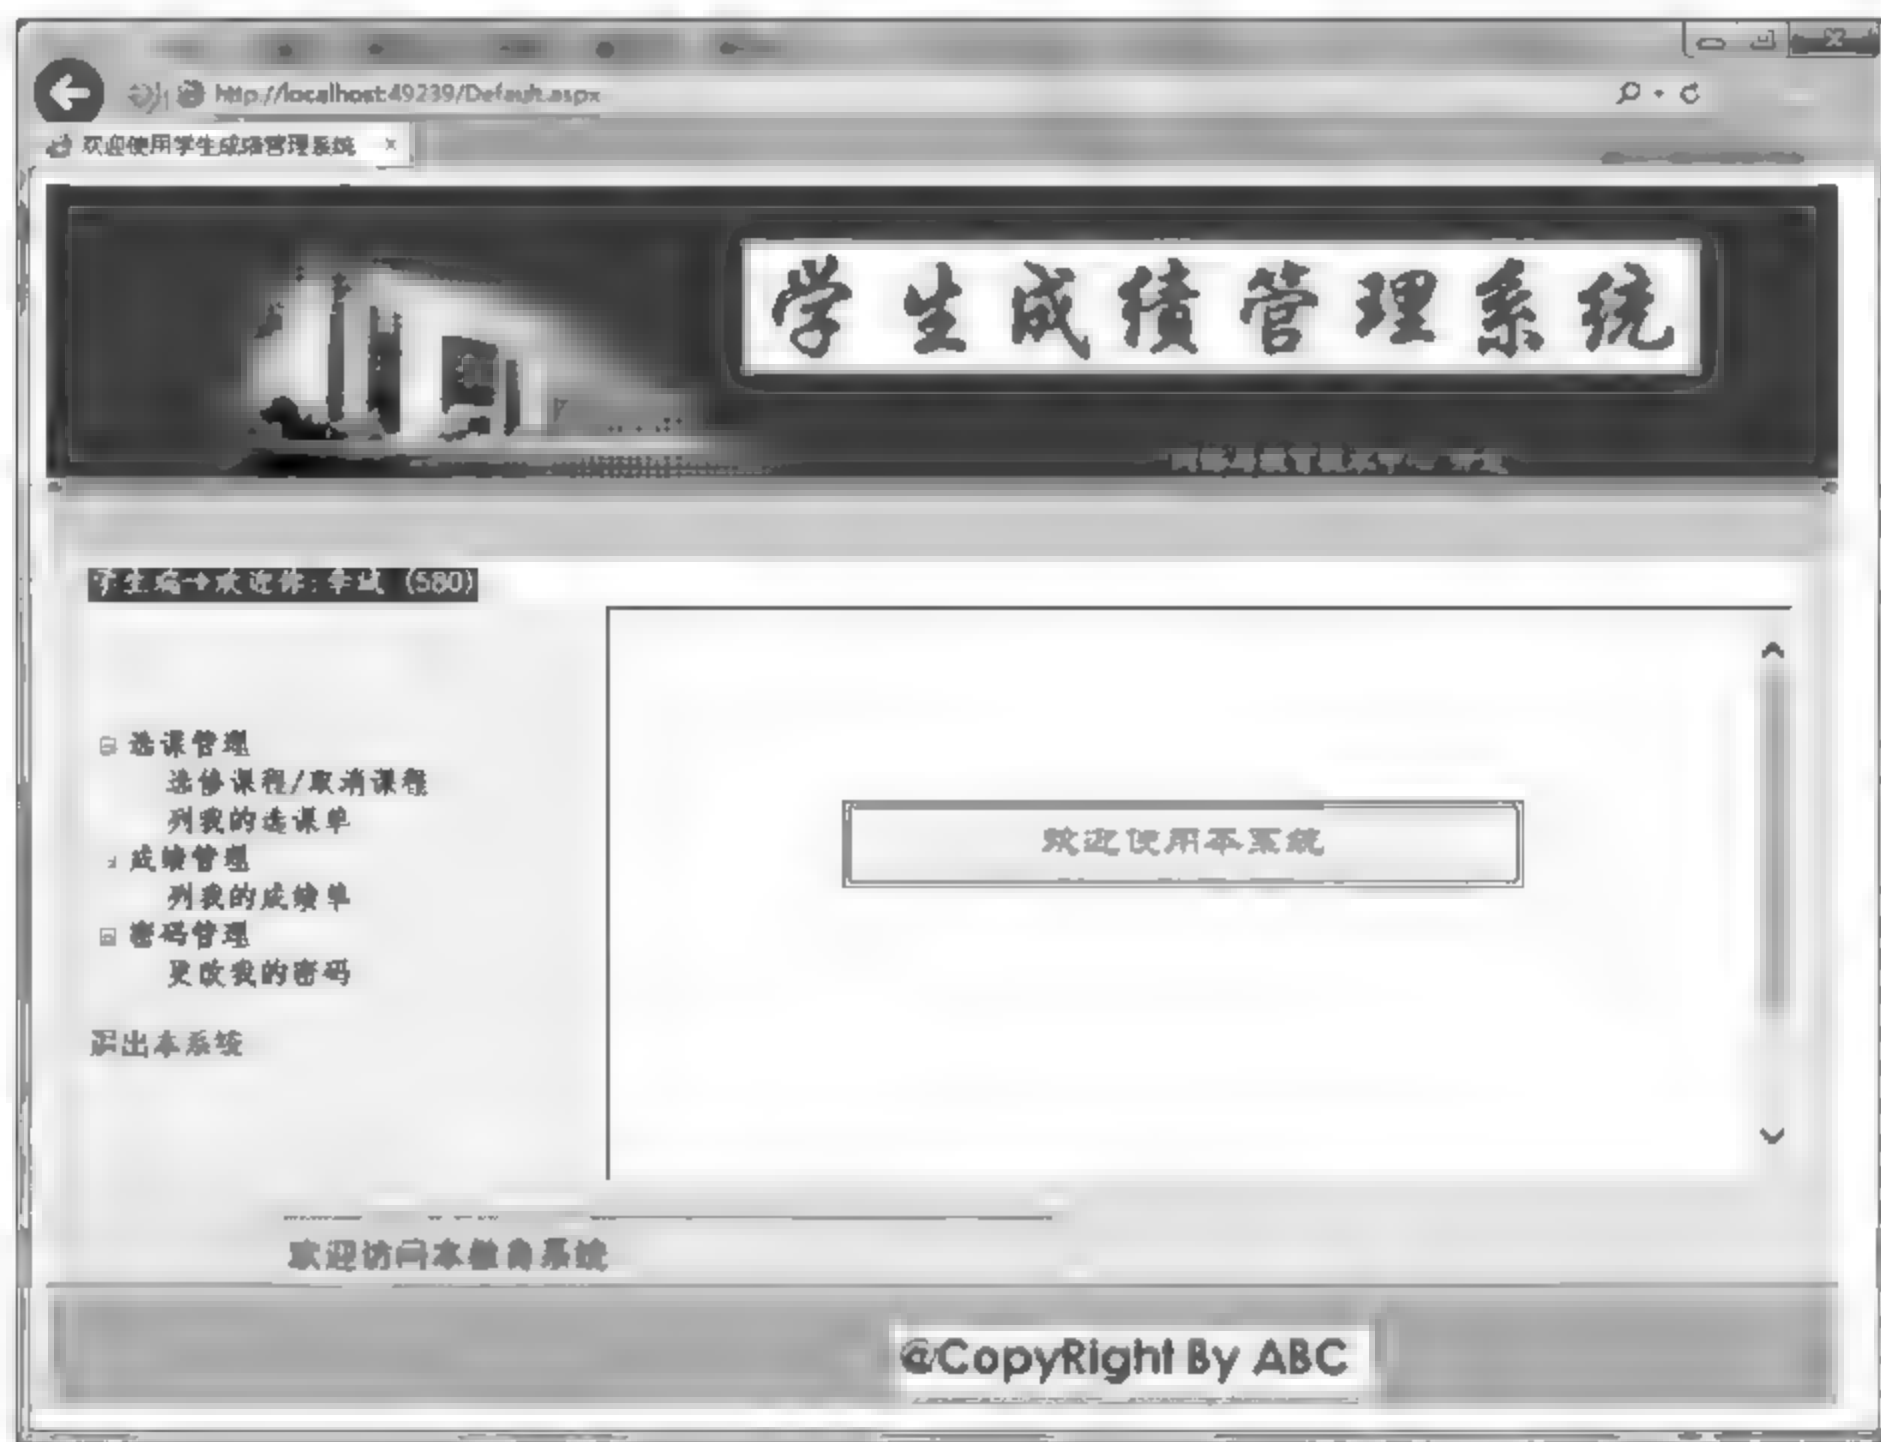 http://localhost:49239/Default.aspx
欢迎使用学生成绩管理系统 ×
学生成绩管理系统
学生端→欢迎你:李斌 (580)
选课管理
选修课程/取消课程
列我的选课单
成绩管理
列我的成绩单
密码管理
更改我的密码
退出本系统
欢迎使用本系统
欢迎访问本教育系统
@CopyRight By ABC